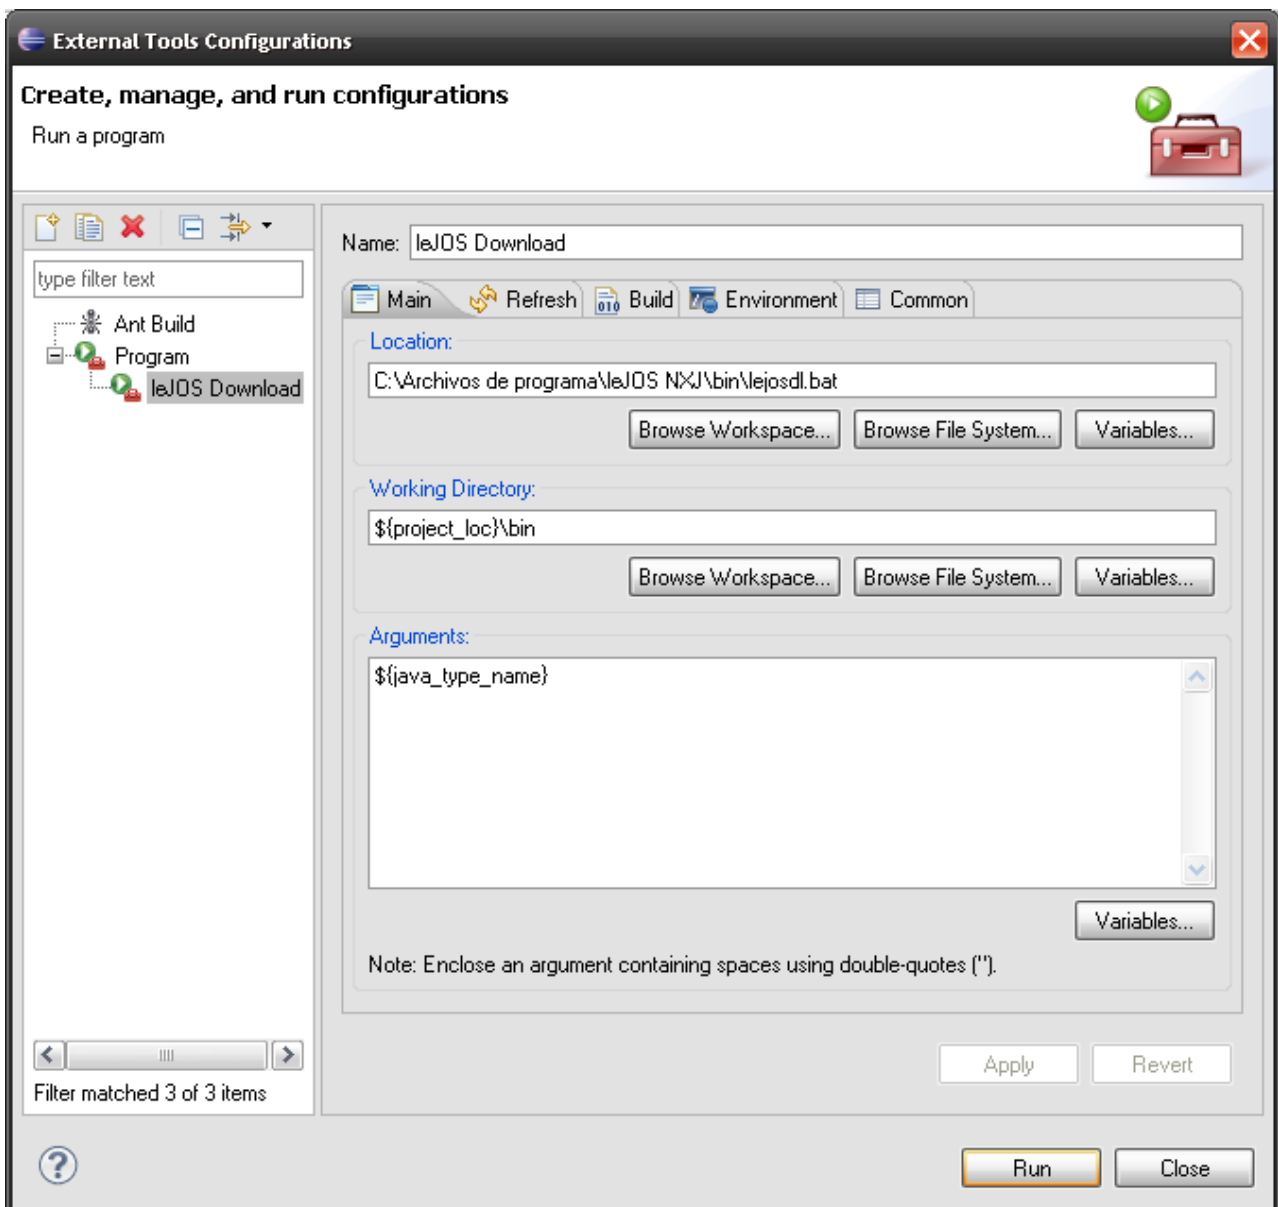 External Tools Configurations
Create, manage, and run configurations
Run a program
Name: leJOS Download
type filter text
Ant Build
Program
leJOS Download
Filter matched 3 of 3 items
Main Refresh Build Environment Common
Location:
C:\Archivos de programa\leJOS NXJ\bin\lejosdl.bat
Browse Workspace... Browse File System... Variables...
Working Directory:
${project_loc}\bin
Browse Workspace... Browse File System... Variables...
Arguments:
${java_type_name}
Variables...
Note: Enclose an argument containing spaces using double-quotes (").
Apply Revert
Run Close